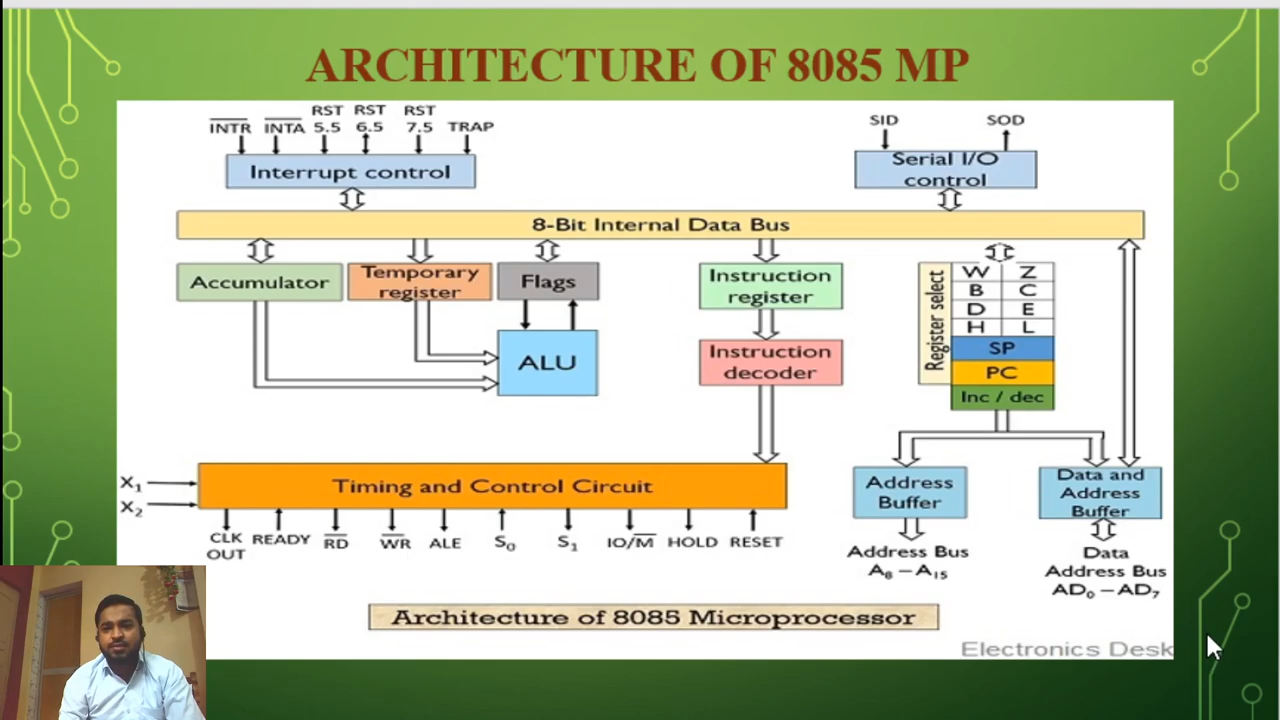 ARCHITECTURE OF 8085 MP
RST RST RST
INTR INTA 5.5 6.5 7.5 TRAP
SID SOD
Interrupt control
Serial I/O
control
8-Bit Internal Data Bus
Accumulator
Temporary
register
Flags
Instruction
register
Register select
W Z
B C
D E
H L
SP
PC
Inc / dec
ALU
Instruction
decoder
X₁
X₂
Timing and Control Circuit
Address
Buffer
Data and
Address
Buffer
CLK
OUT
READY RD WR ALE S₀ S₁ IO/M HOLD RESET
Address Bus
A₈ – A₁₅
Data
Address Bus
AD₀ – AD₇
Architecture of 8085 Microprocessor
Electronics Desk